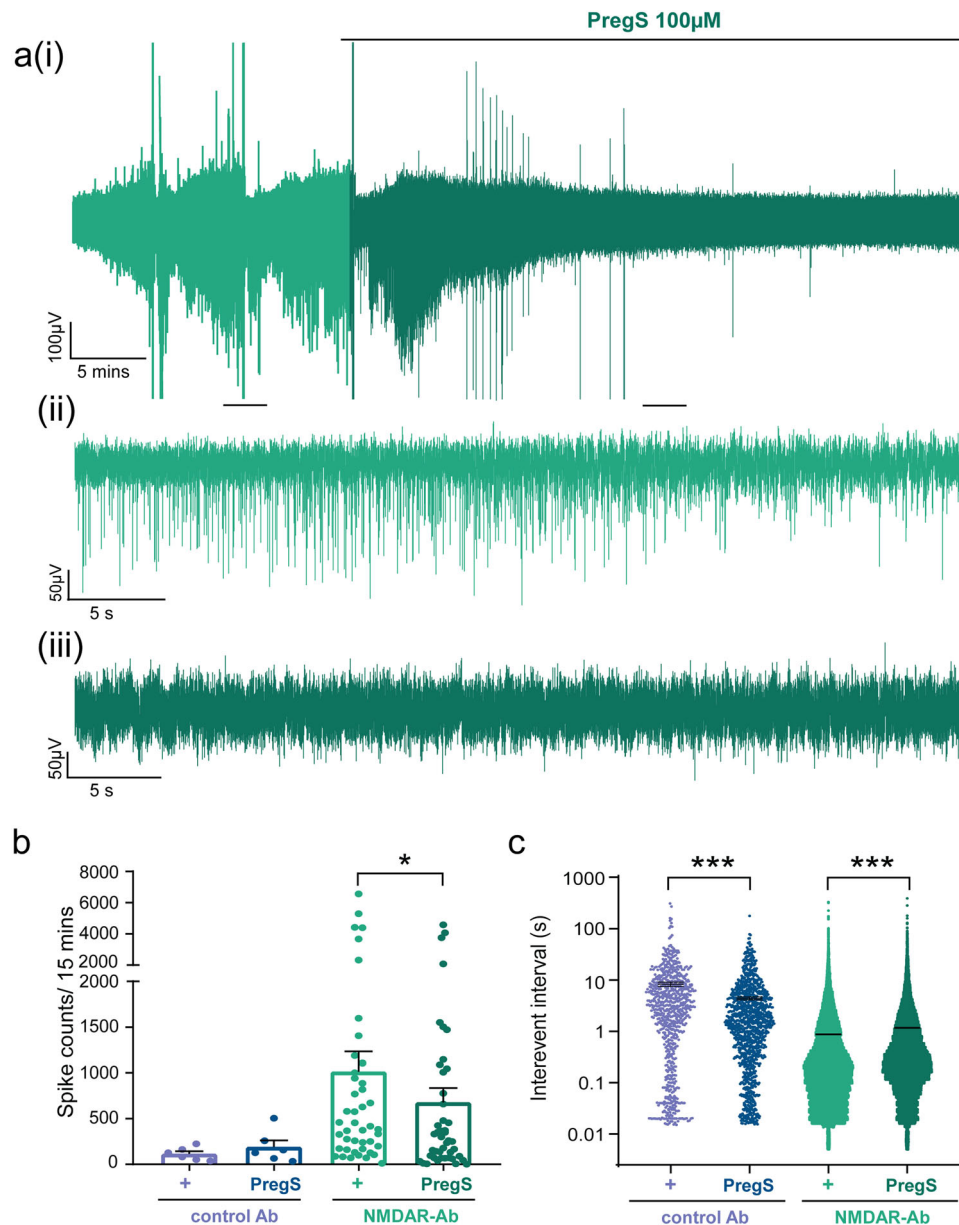 PregS 100µM
a(i)
100µV
5 mins
(ii)
50µV
5 s
(iii)
50µV
5 s
b
c
8000
6000
4000
2000
2000
1500
1000
500
0
Spike counts/ 15 mins
*
+
PregS
+
PregS
control Ab
NMDAR-Ab
1000
100
10
1
0.1
0.01
Interevent interval (s)
***
***
+
PregS
+
PregS
control Ab
NMDAR-Ab